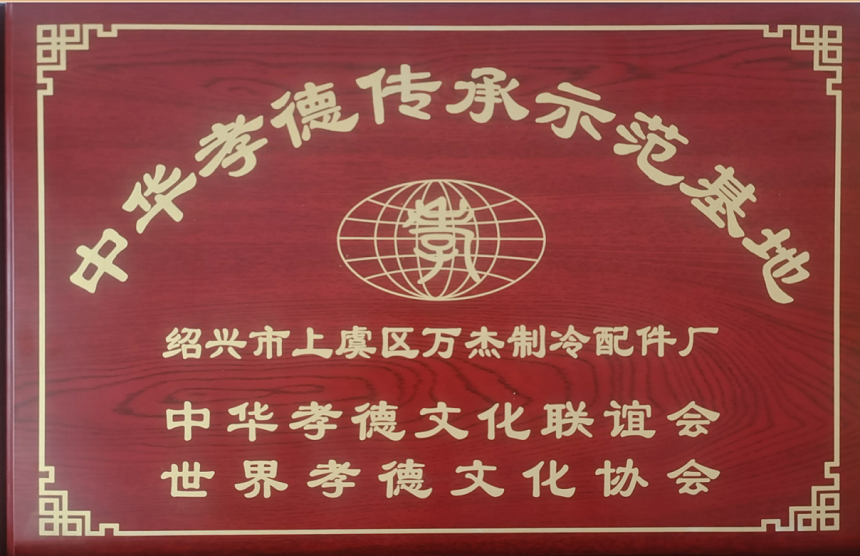 中华孝德传承示范基地
孝
绍兴市上虞区万杰制冷配件厂
中华孝德文化联谊会
世界孝德文化协会